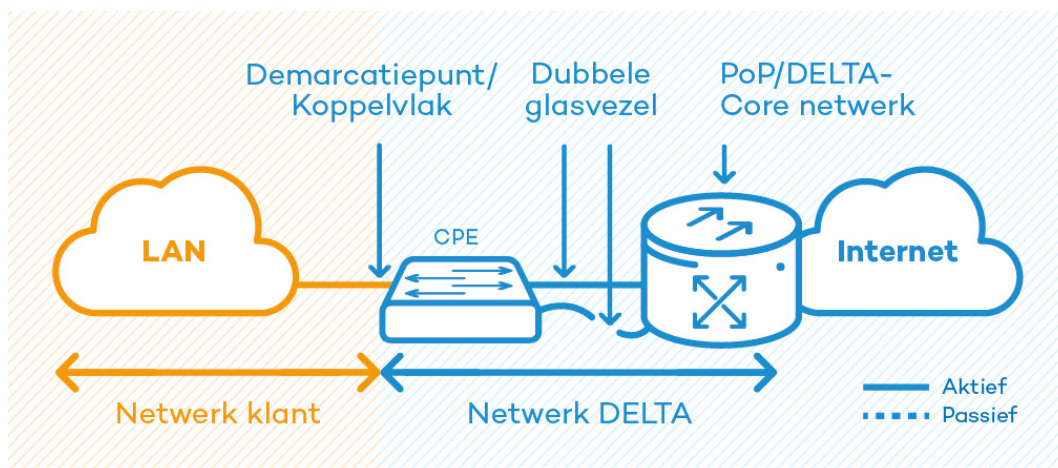 Demarcatiepunt/
Koppelvlak
Dubbele
glasvezel
PoP/DELTA-
Core netwerk
LAN
CPE
Internet
Netwerk klant
Netwerk DELTA
Aktief
Passief